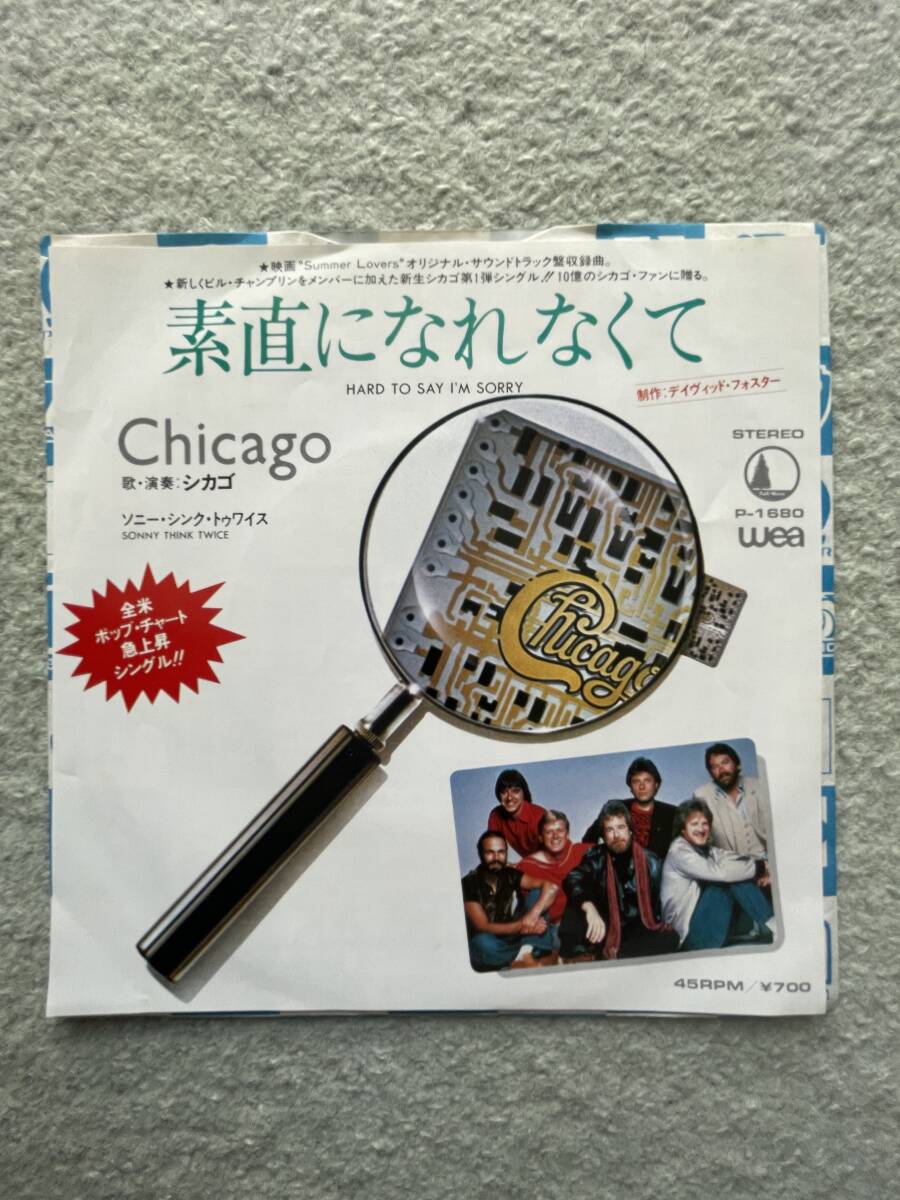 ★映画"Summer Lovers"オリジナル・サウンドトラック盤収録曲。
★新しくビル・チャンプリンをメンバーに加えた新生シカゴ第1弾シングル!! 10億のシカゴ・ファンに贈る。
素直になれなくて
HARD TO SAY I'M SORRY
制作:デイヴィッド・フォスター
Chicago
歌・演奏:シカゴ
ソニー・シンク・トゥワイス
SONNY THINK TWICE
STEREO
Full Moon
P-1680
wea
全米
ポップ・チャート
急上昇
シングル!!
Chicago
45RPM/¥700